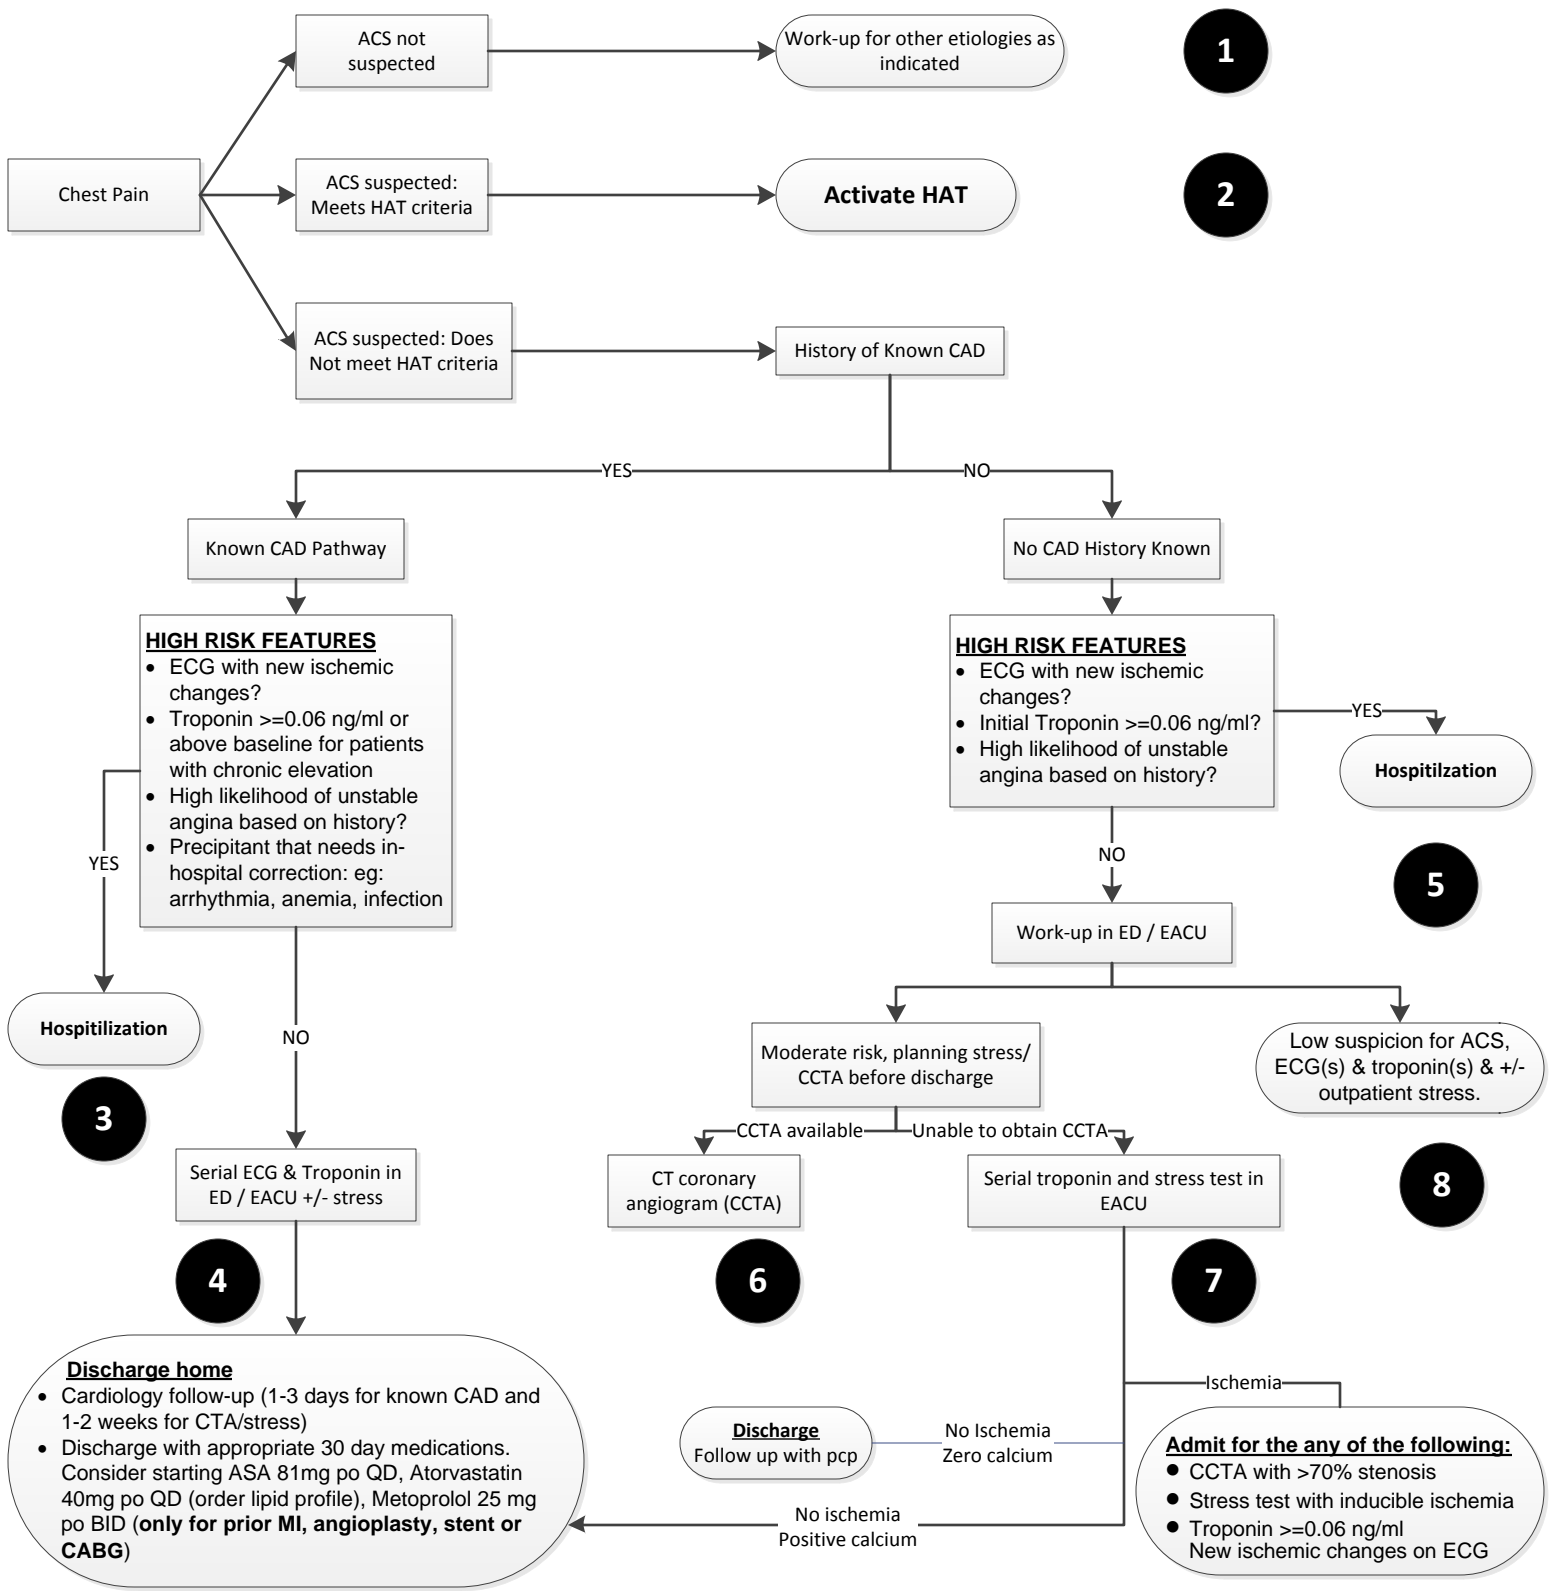 ACS not
suspected
Work-up for other etiologies as
indicated
1
Chest Pain
ACS suspected:
Meets HAT criteria
Activate HAT
2
ACS suspected: Does
Not meet HAT criteria
History of Known CAD
YES
NO
Known CAD Pathway
No CAD History Known
HIGH RISK FEATURES
• ECG with new ischemic
changes?
• Troponin >=0.06 ng/ml or
above baseline for patients
with chronic elevation
• High likelihood of unstable
angina based on history?
• Precipitant that needs in-
hospital correction: eg:
arrhythmia, anemia, infection
YES
Hospitilization
3
NO
Serial ECG & Troponin in
ED / EACU +/- stress
4
Discharge home
• Cardiology follow-up (1-3 days for known CAD and
1-2 weeks for CTA/stress)
• Discharge with appropriate 30 day medications.
Consider starting ASA 81mg po QD, Atorvastatin
40mg po QD (order lipid profile), Metoprolol 25 mg
po BID (only for prior MI, angioplasty, stent or
CABG)
HIGH RISK FEATURES
• ECG with new ischemic
changes?
• Initial Troponin >=0.06 ng/ml?
• High likelihood of unstable
angina based on history?
YES
Hospitilzation
5
NO
Work-up in ED / EACU
Moderate risk, planning stress/
CCTA before discharge
Low suspicion for ACS,
ECG(s) & troponin(s) & +/-
outpatient stress.
8
CCTA available
Unable to obtain CCTA
CT coronary
angiogram (CCTA)
6
Serial troponin and stress test in
EACU
7
Ischemia
Discharge
Follow up with pcp
No Ischemia
Zero calcium
No ischemia
Positive calcium
Admit for the any of the following:
● CCTA with >70% stenosis
● Stress test with inducible ischemia
● Troponin >=0.06 ng/ml
New ischemic changes on ECG